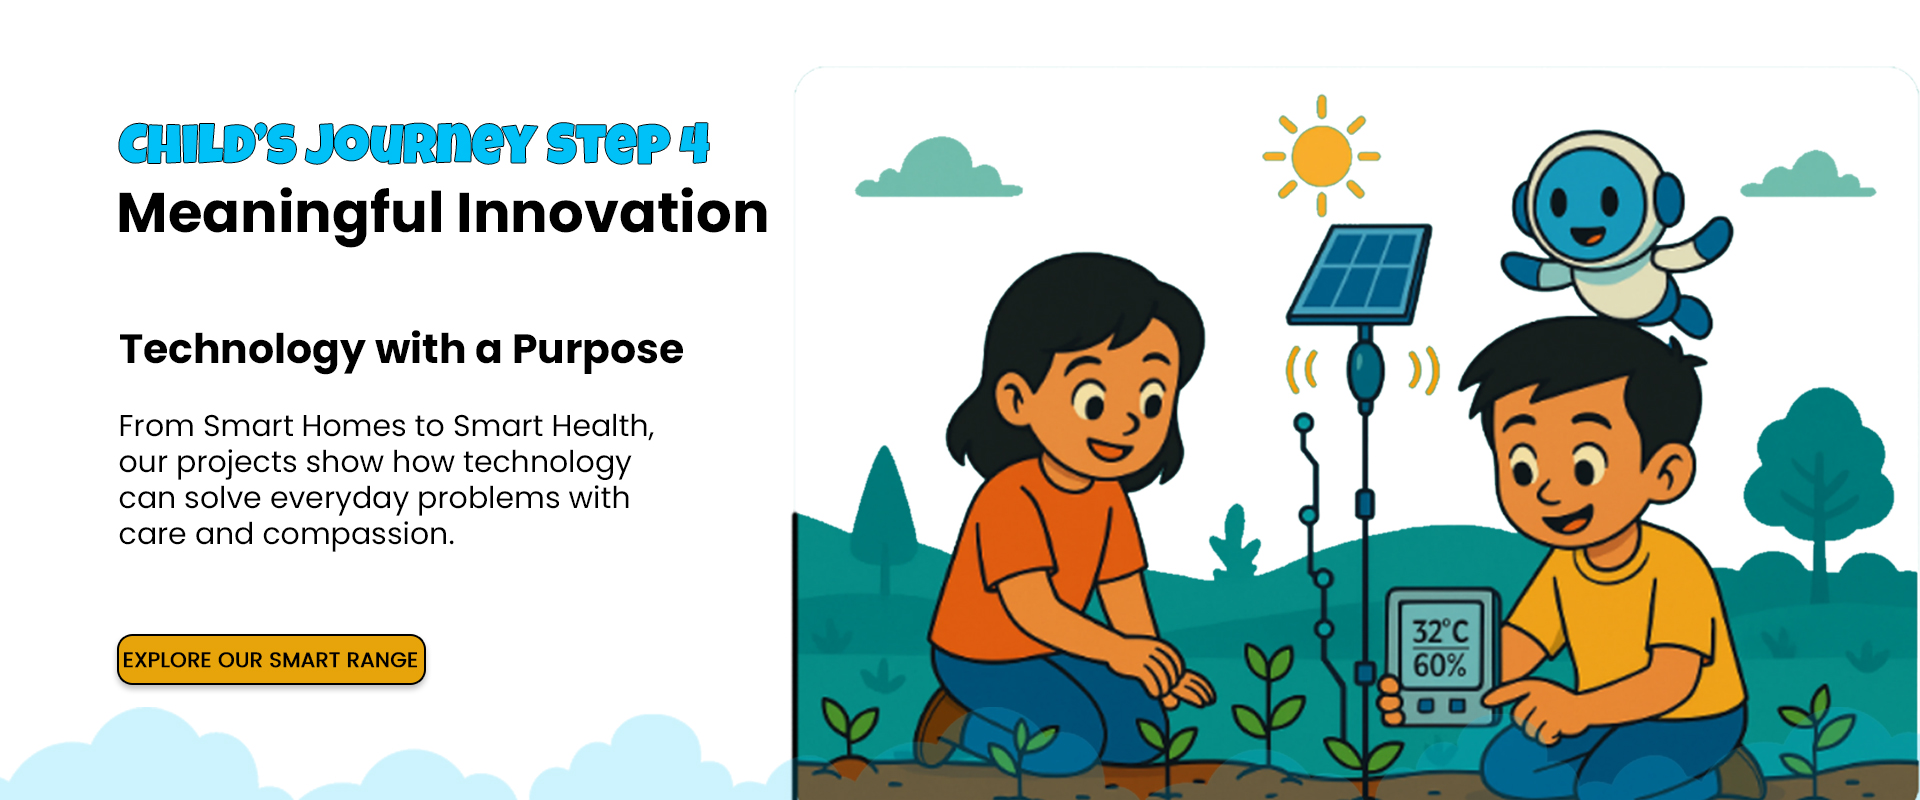 CHILD'S JOURNEY STEP 4
Meaningful Innovation
Technology with a Purpose
From Smart Homes to Smart Health,
our projects show how technology
can solve everyday problems with
care and compassion.
EXPLORE OUR SMART RANGE
32°C
60%